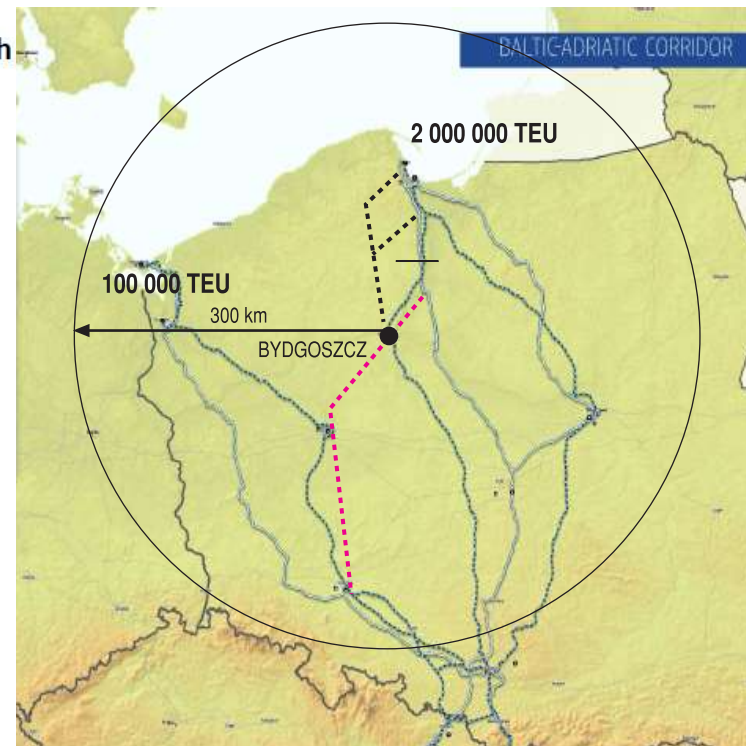 h
BALTIC-ADRIATIC CORRIDOR
2 000 000 TEU
100 000 TEU
300 km
BYDGOSZCZ